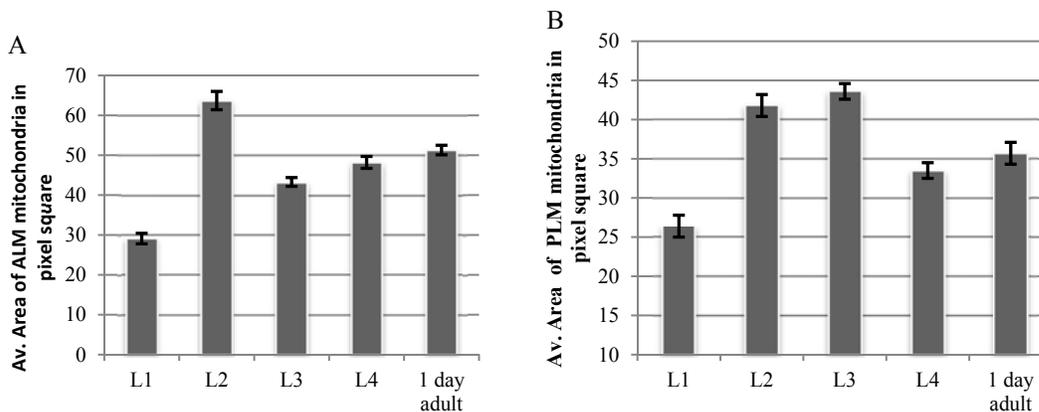 A
Av. Area of ALM mitochondria in
pixel square
70
60
50
40
30
20
10
0
L1 L2 L3 L4 1 day
adult
B
Av. Area of PLM mitochondria in
pixel square
50
45
40
35
30
25
20
15
10
L1 L2 L3 L4 1 day
adult